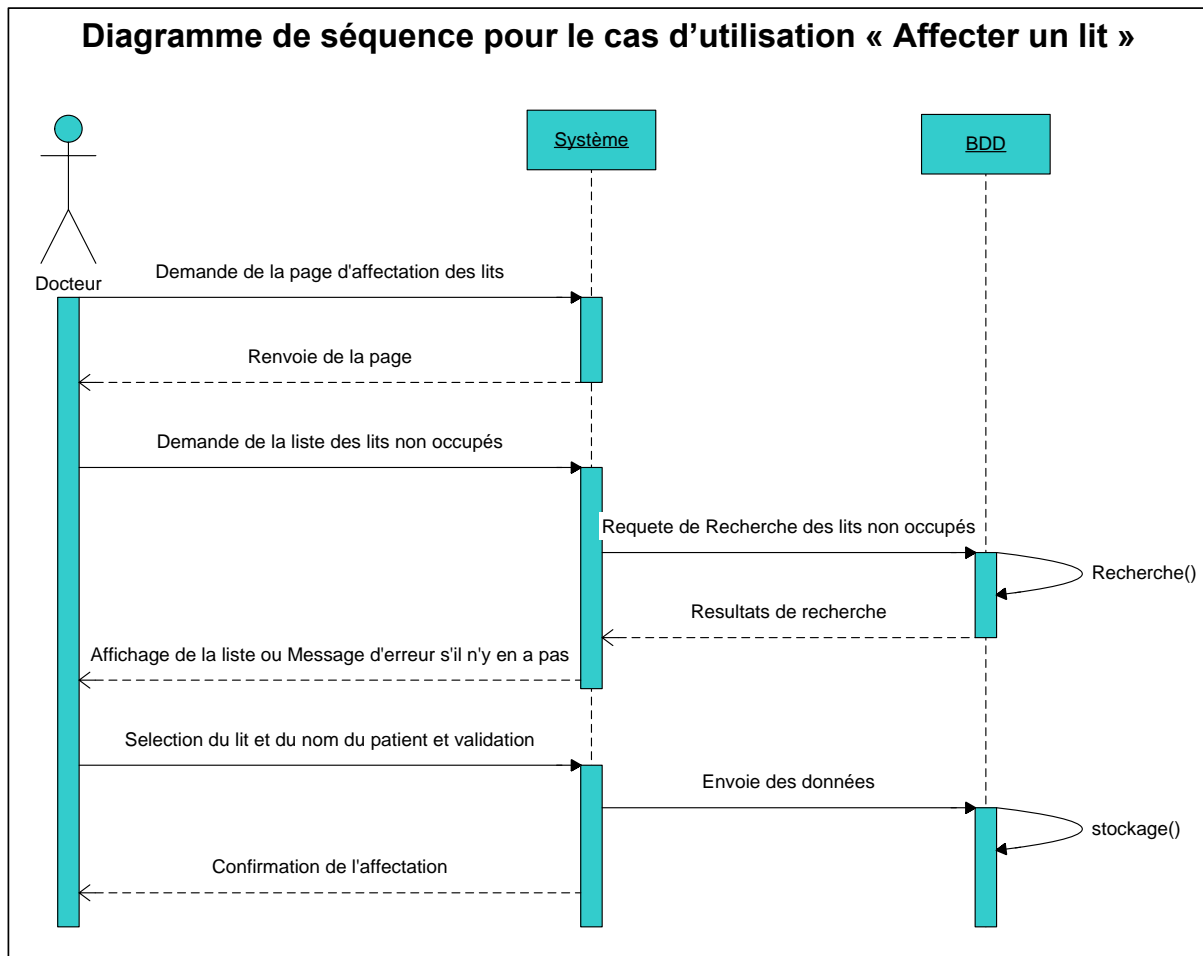 Diagramme de séquence pour le cas d'utilisation « Affecter un lit »
Système
BDD
Docteur
Demande de la page d'affectation des lits
Renvoie de la page
Demande de la liste des lits non occupés
Requete de Recherche des lits non occupés
Recherche()
Resultats de recherche
Affichage de la liste ou Message d'erreur s'il n'y en a pas
Selection du lit et du nom du patient et validation
Envoie des données
stockage()
Confirmation de l'affectation